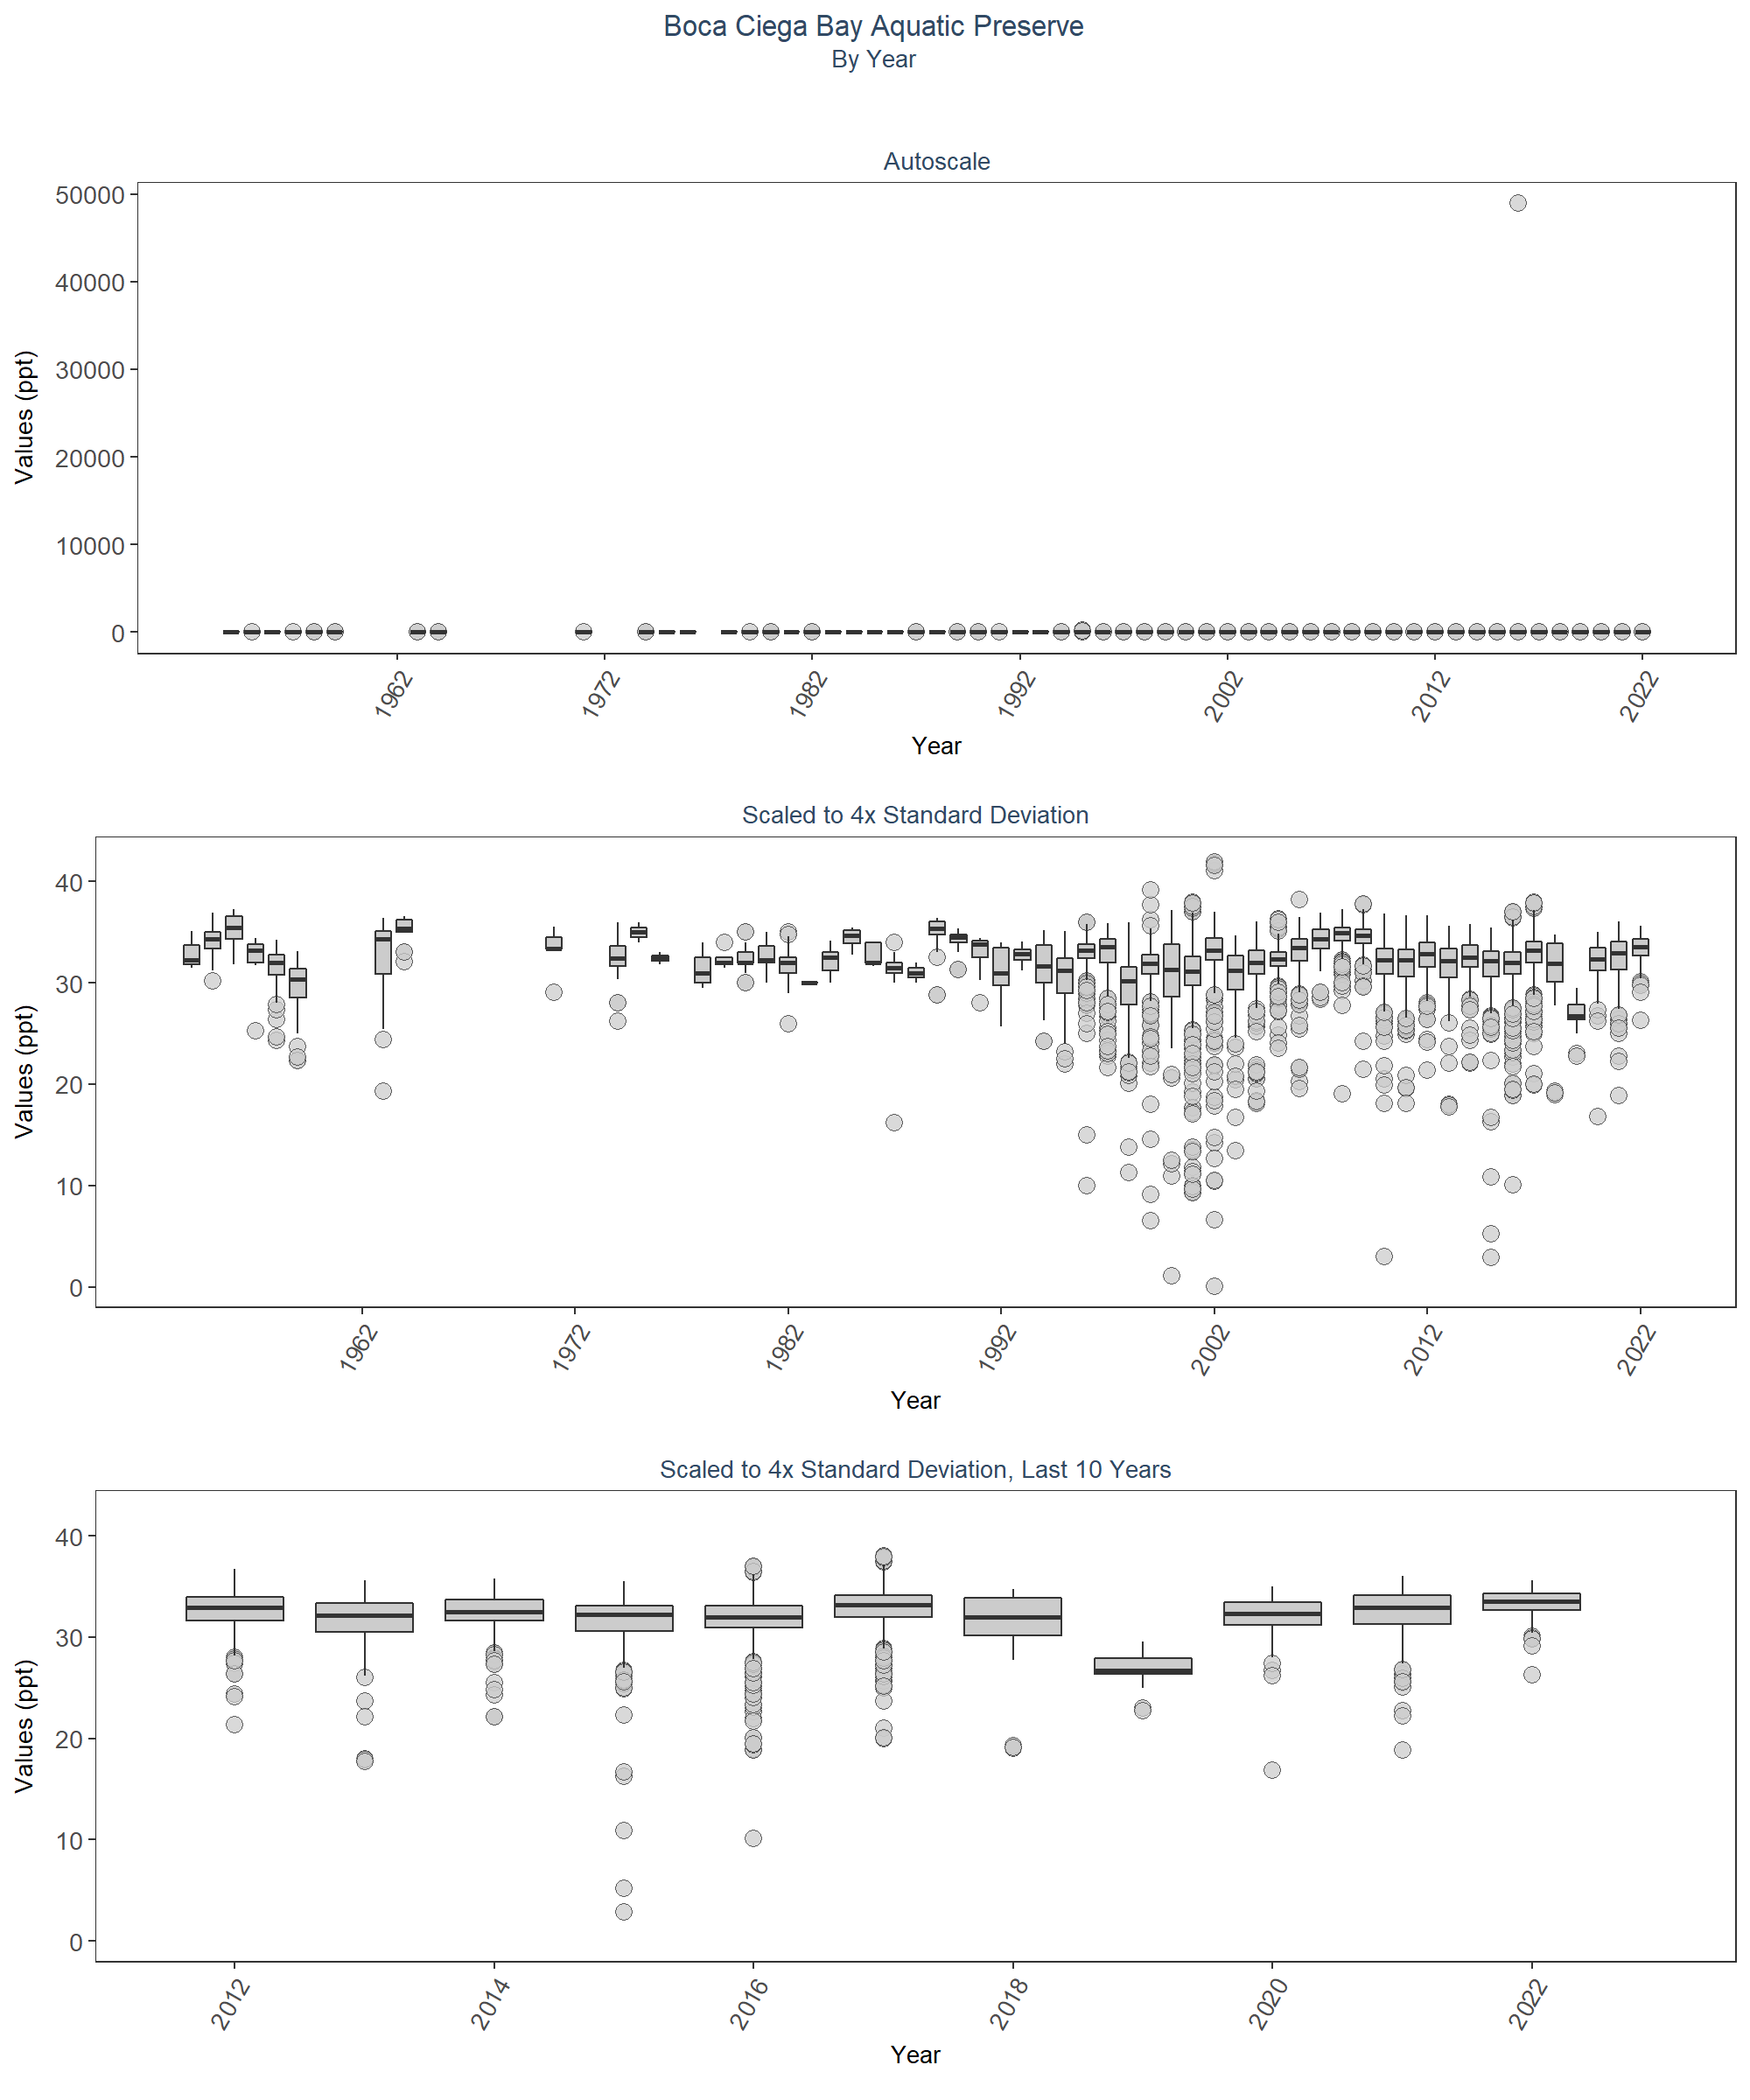 Boca Ciega Bay Aquatic Preserve
By Year
Autoscale
50000
40000
30000
20000
10000
0
Values (ppt)
1962 1972 1982 1992 2002 2012 2022
Year
Scaled to 4x Standard Deviation
40
30
20
10
0
Values (ppt)
1962 1972 1982 1992 2002 2012 2022
Year
Scaled to 4x Standard Deviation, Last 10 Years
40
30
20
10
0
Values (ppt)
2012 2014 2016 2018 2020 2022
Year